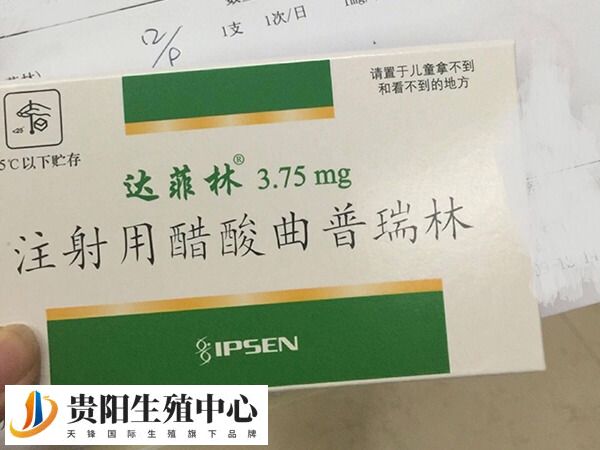 1支 1次/日
12/9
请置于儿童拿不到
和看不到的地方
<25°
5℃以下贮存
达菲林® 3.75 mg
注射用醋酸曲普瑞林
IPSEN
贵阳生殖中心
天锋国际生殖旗下品牌